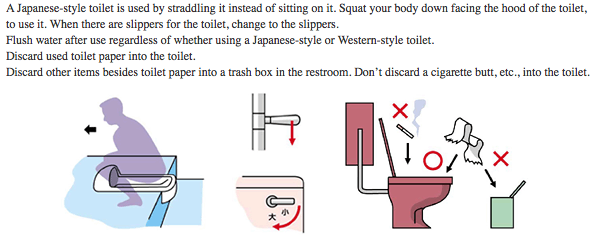 A Japanese-style toilet is used by straddling it instead of sitting on it. Squat your body down facing the hood of the toilet,
to use it. When there are slippers for the toilet, change to the slippers.
Flush water after use regardless of whether using a Japanese-style or Western-style toilet.
Discard used toilet paper into the toilet.
Discard other items besides toilet paper into a trash box in the restroom. Don’t discard a cigarette butt, etc., into the toilet.
大 小